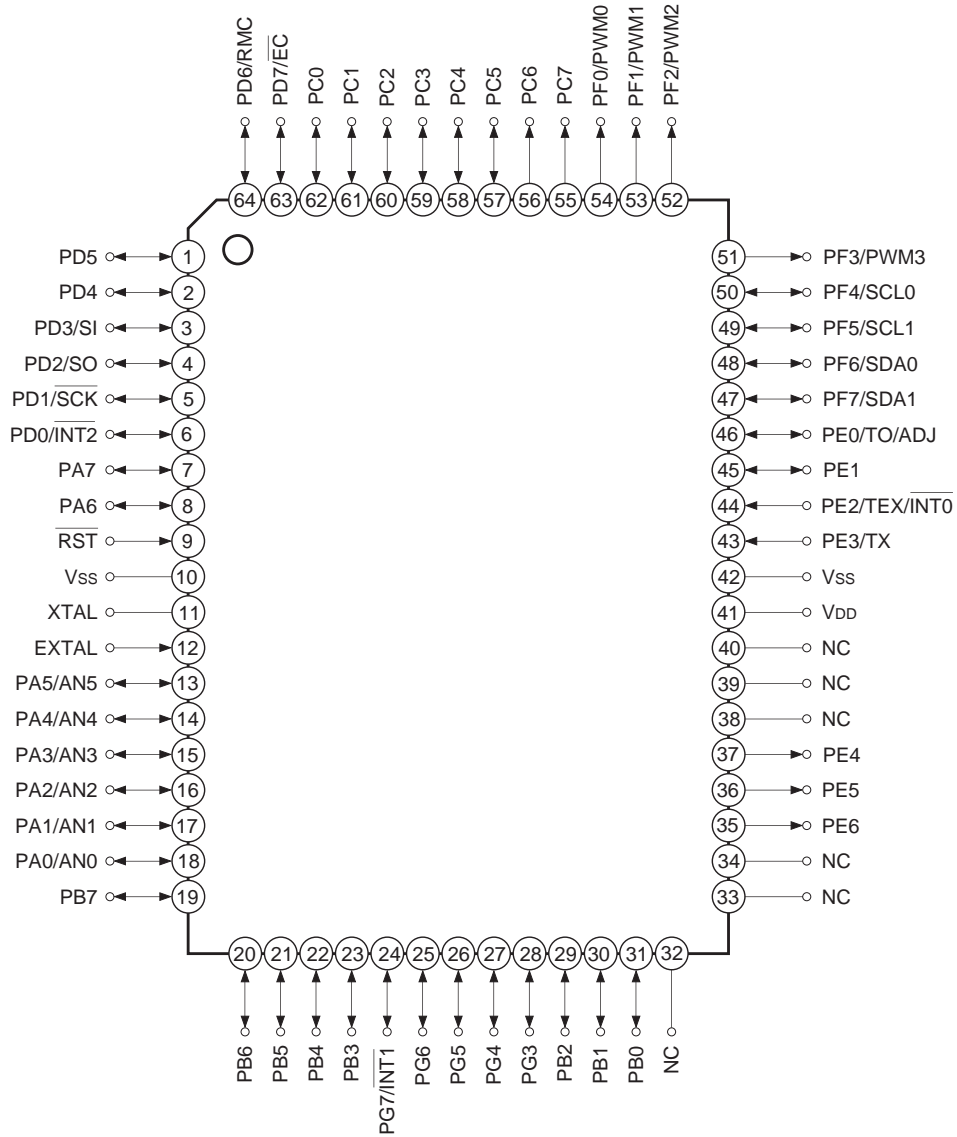 PD6/RMC
PD7/EC
PC0
PC1
PC2
PC3
PC4
PC5
PC6
PC7
PF0/PWM0
PF1/PWM1
PF2/PWM2
64
63
62
61
60
59
58
57
56
55
54
53
52
PD5 1
PD4 2
PD3/SI 3
PD2/SO 4
PD1/SCK 5
PD0/INT2 6
PA7 7
PA6 8
RST 9
Vss 10
XTAL 11
EXTAL 12
PA5/AN5 13
PA4/AN4 14
PA3/AN3 15
PA2/AN2 16
PA1/AN1 17
PA0/AN0 18
PB7 19
51 PF3/PWM3
50 PF4/SCL0
49 PF5/SCL1
48 PF6/SDA0
47 PF7/SDA1
46 PE0/TO/ADJ
45 PE1
44 PE2/TEX/INT0
43 PE3/TX
42 Vss
41 VDD
40 NC
39 NC
38 NC
37 PE4
36 PE5
35 PE6
34 NC
33 NC
20
21
22
23
24
25
26
27
28
29
30
31
32
PB6
PB5
PB4
PB3
PG7/INT1
PG6
PG5
PG4
PG3
PB2
PB1
PB0
NC